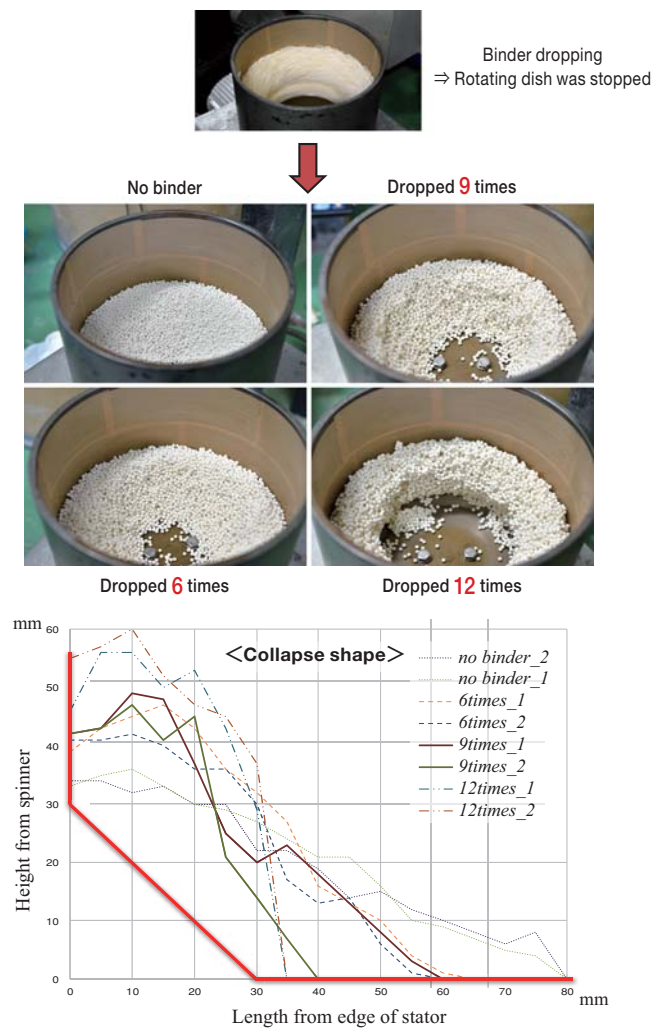 Binder dropping
⇒ Rotating dish was stopped
No binder
Dropped 9 times
Dropped 6 times
Dropped 12 times
mm
60
50
40
30
20
10
0
Height from spinner
<Collapse shape>
no binder_2
no binder_1
6times_1
6times_2
9times_1
9times_2
12times_1
12times_2
0 10 20 30 40 50 60 70 80
mm
Length from edge of stator